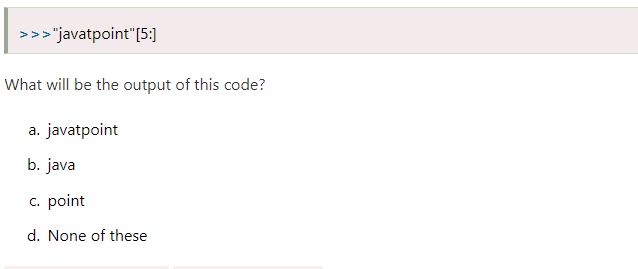 >>>"javatpoint"[5:]
What will be the output of this code?
a. javatpoint
b. java
c. point
d. None of these